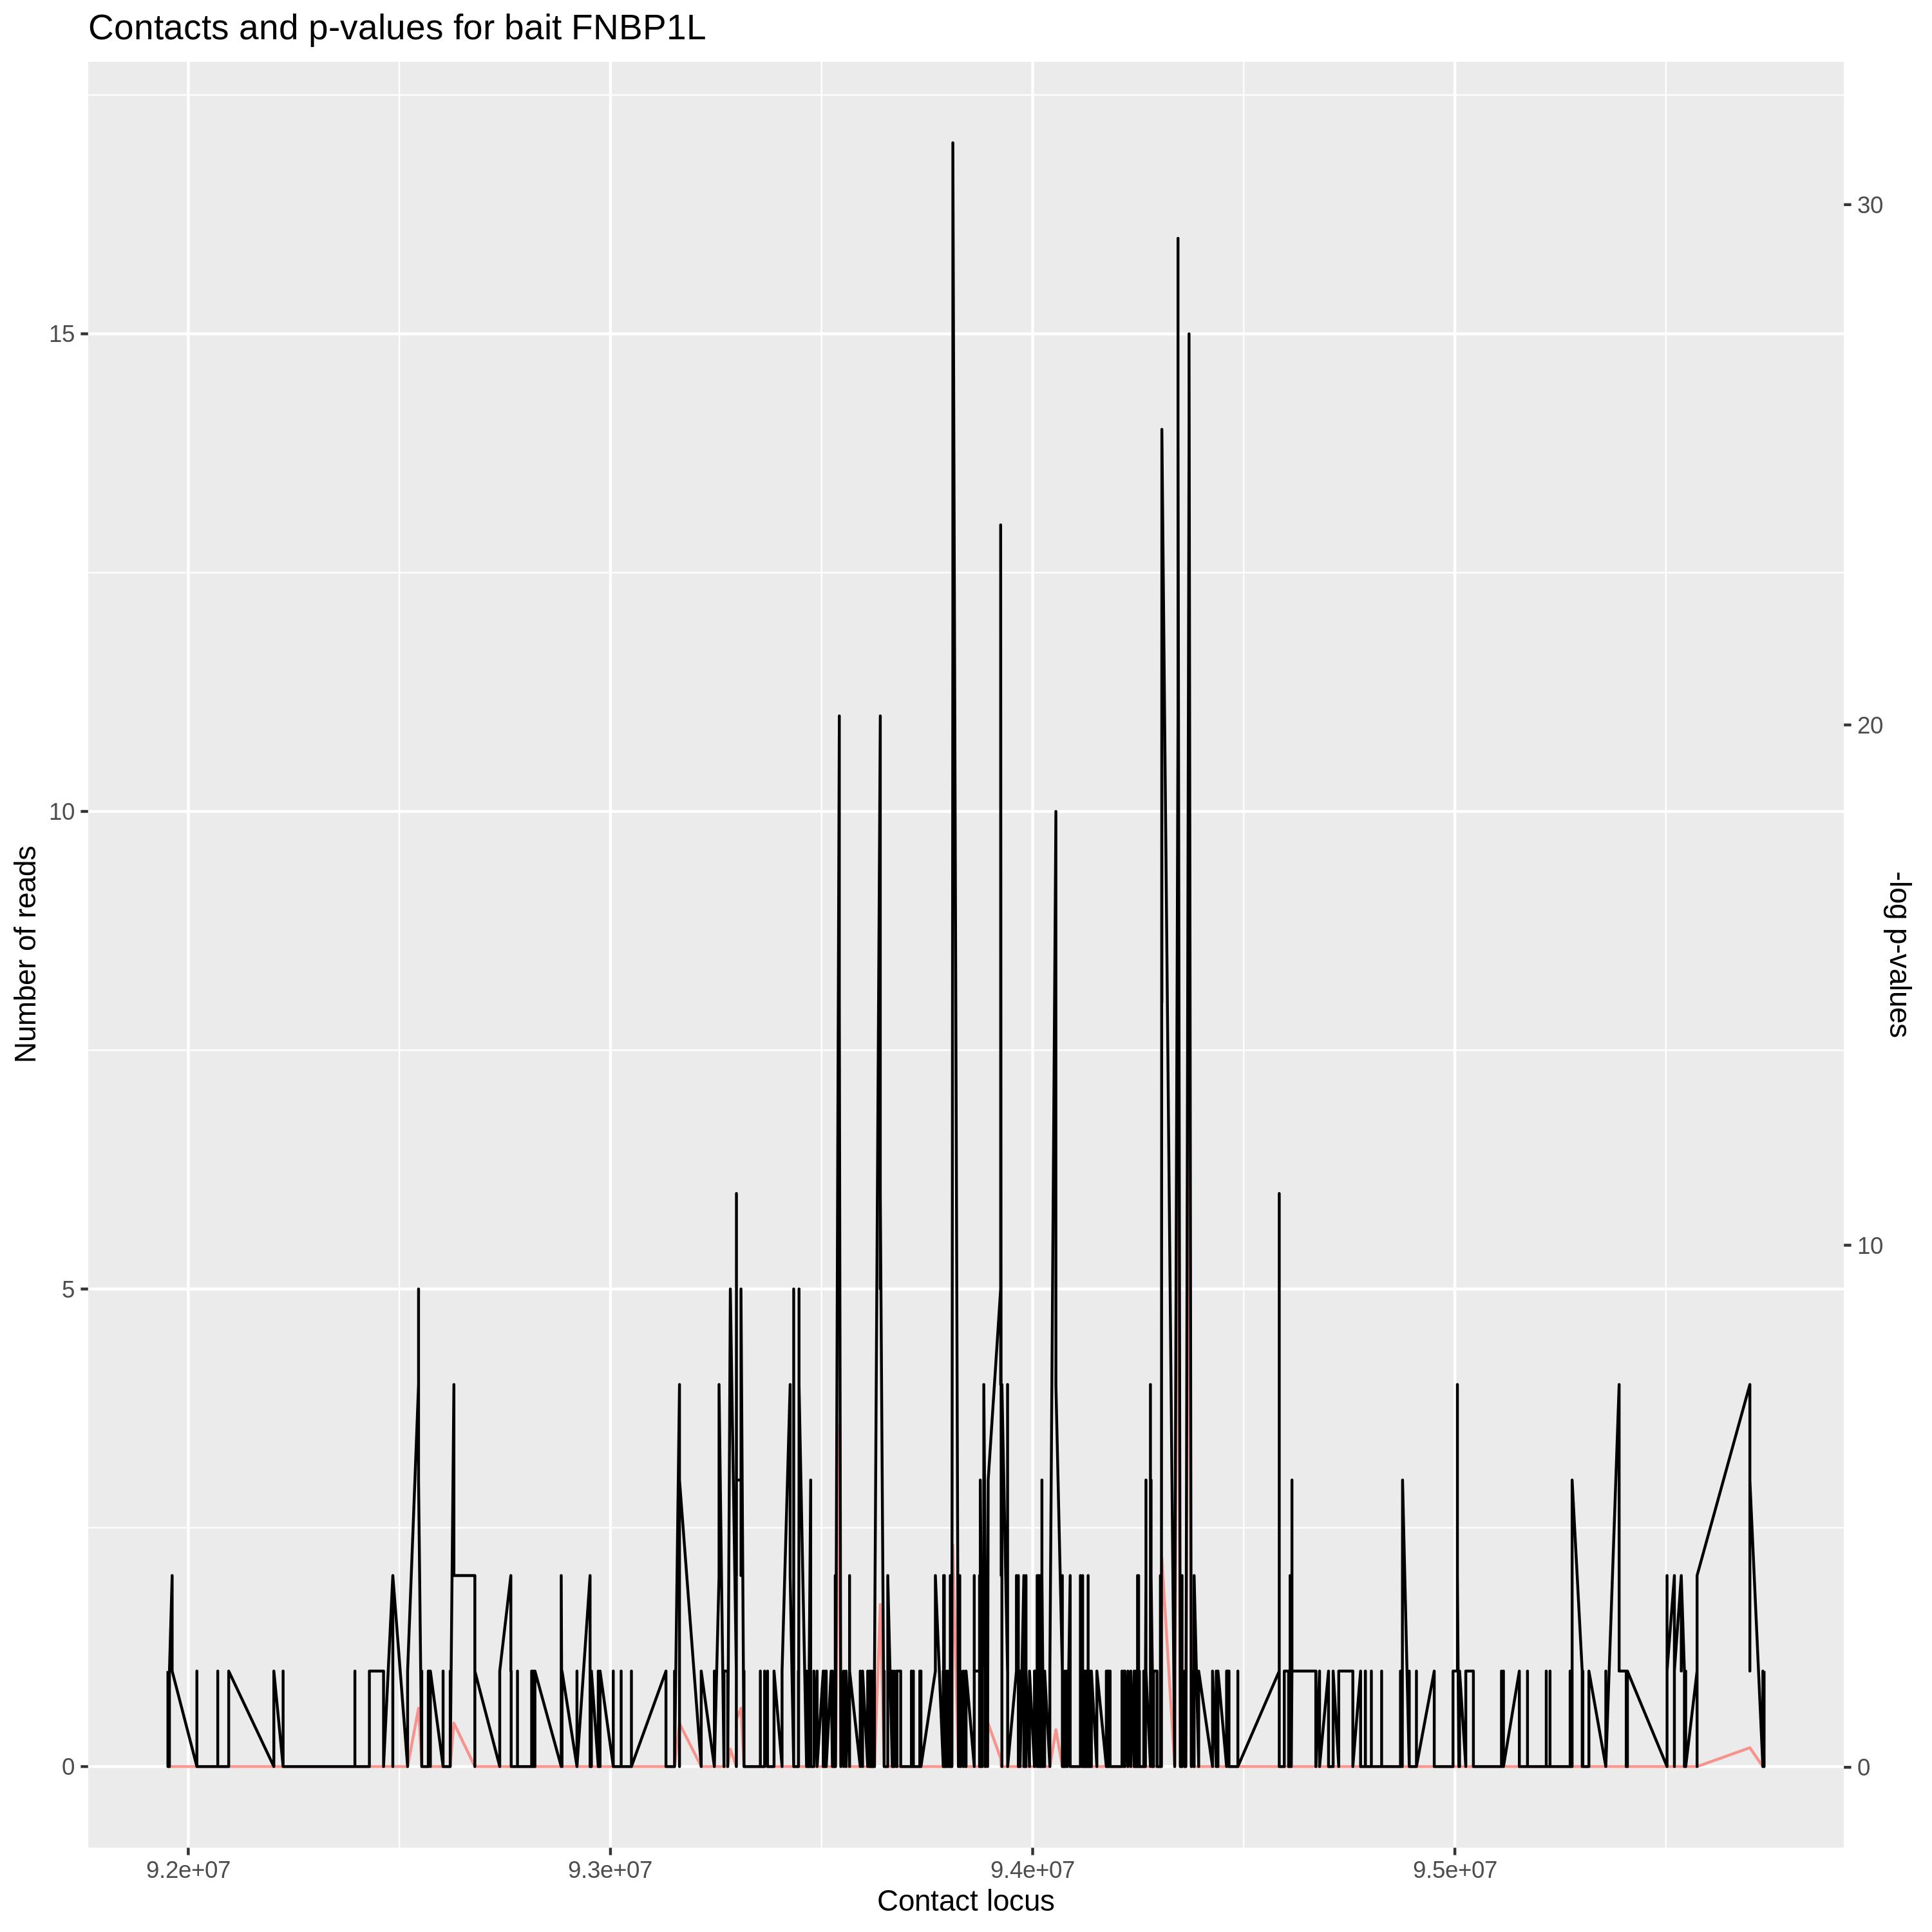 Contacts and p-values for bait FNBP1L
15
10
5
0
Number of reads
30
20
10
0
-log p-values
9.2e+07
9.3e+07
9.4e+07
9.5e+07
Contact locus